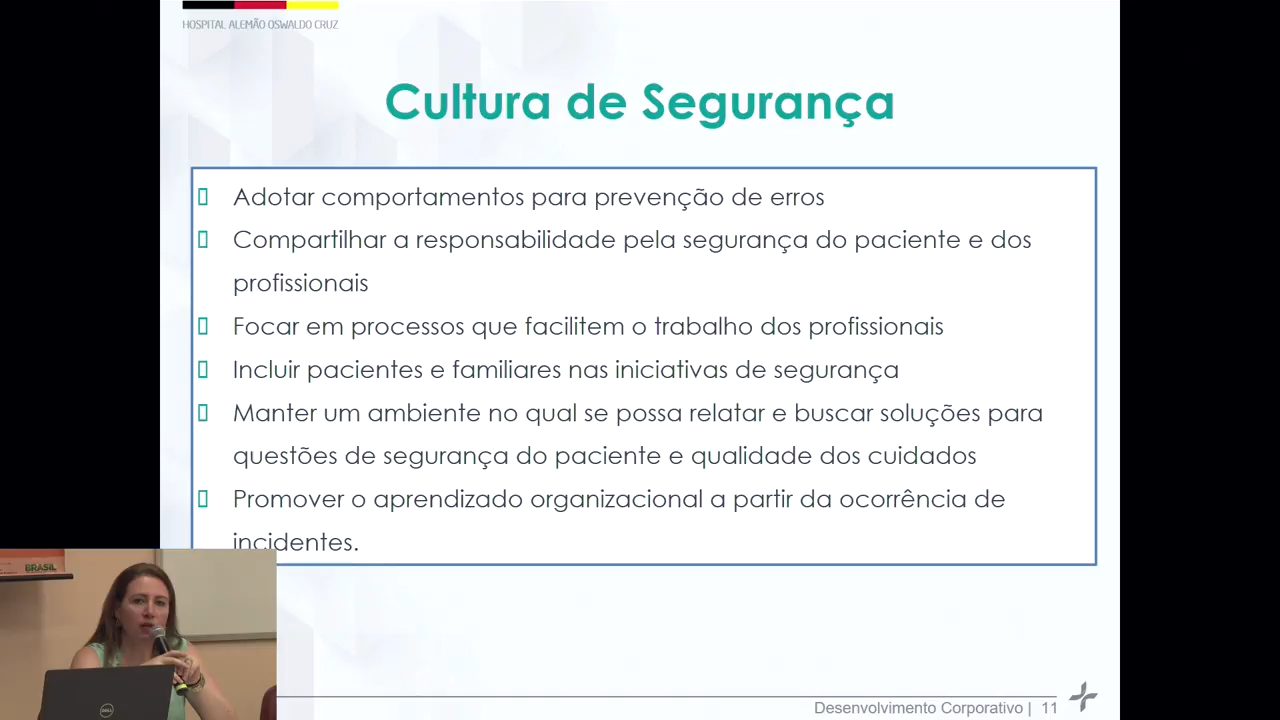 HOSPITAL ALEMÃO OSWALDO CRUZ
Cultura de Segurança
Adotar comportamentos para prevenção de erros
Compartilhar a responsabilidade pela segurança do paciente e dos
profissionais
Focar em processos que facilitem o trabalho dos profissionais
Incluir pacientes e familiares nas iniciativas de segurança
Manter um ambiente no qual se possa relatar e buscar soluções para
questões de segurança do paciente e qualidade dos cuidados
Promover o aprendizado organizacional a partir da ocorrência de
incidentes.
BRASIL
DELL
Desenvolvimento Corporativo | 11